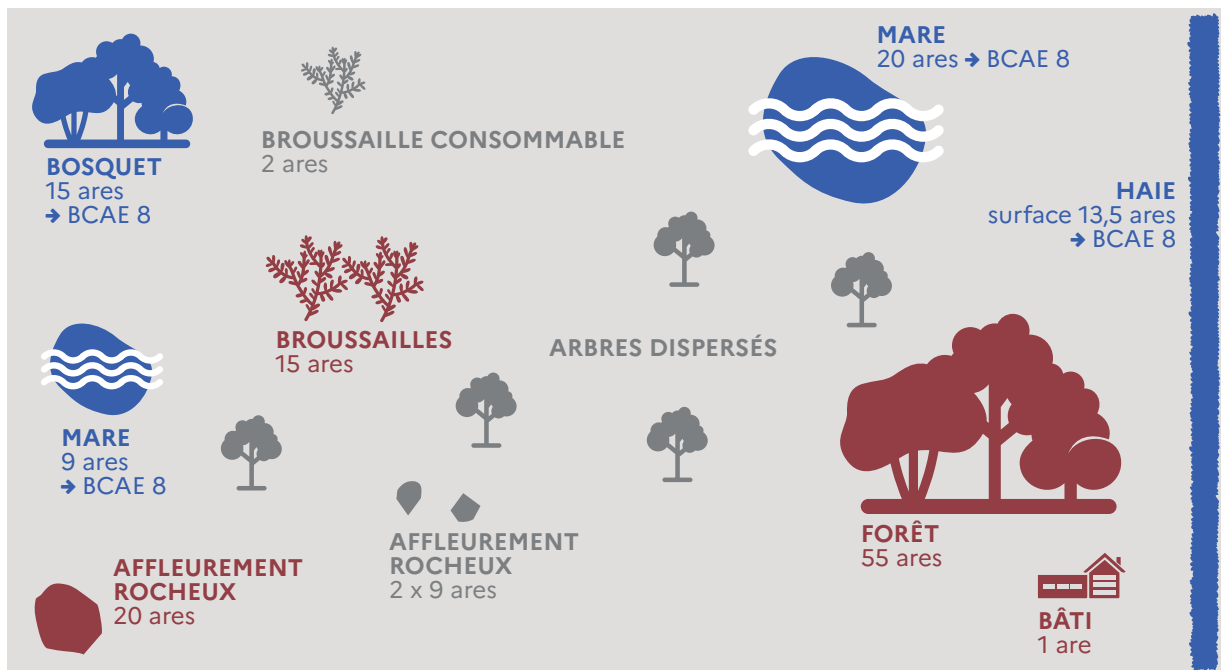 BOSQUET
15 ares
→ BCAE 8
BROUSSAILLE CONSOMMABLE
2 ares
MARE
20 ares → BCAE 8
HAIE
surface 13,5 ares
→ BCAE 8
BROUSSAILLES
15 ares
ARBRES DISPERSÉS
MARE
9 ares
→ BCAE 8
AFFLEUREMENT
ROCHEUX
2 x 9 ares
FORÊT
55 ares
AFFLEUREMENT
ROCHEUX
20 ares
BÂTI
1 are